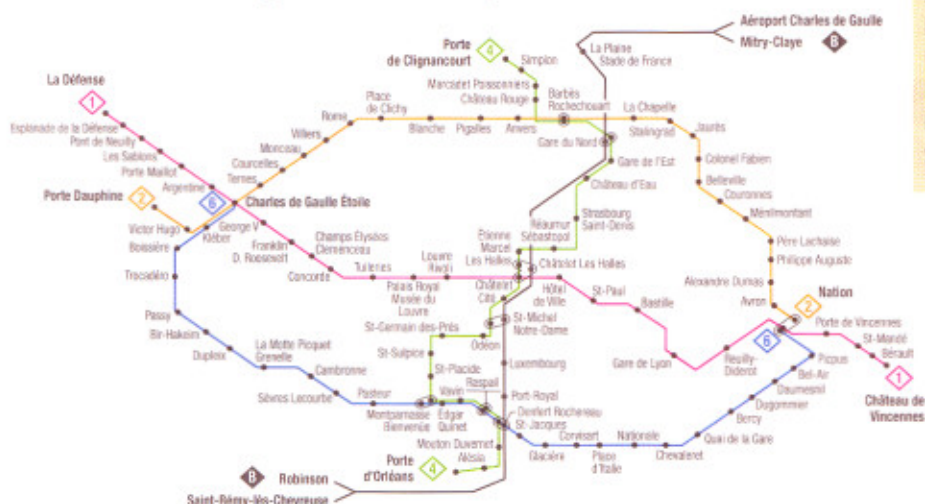 Aéroport Charles de Gaulle
Mitry-Claye
B
La Plaine
Stade de France
Porte
de Clignancourt
4
Simplon
Marcadet Poissonniers
Château Rouge
Barbès
Rochechouart
La Défense
1
Esplanade de la Défense
Pont de Neuilly
Les Sablons
Porte Maillot
Argentine
Place
de Clichy
Rome
Villiers
Monceau
Courcelles
Ternes
Blanche
Pigalles
Anvers
La Chapelle
Stalingrad
Jaurès
Gare du Nord
Gare de l'Est
Colonel Fabien
Belleville
Couronnes
Ménilmontant
Château d'Eau
Porte Dauphine
2
6
Charles de Gaulle Étoile
Victor Hugo
Kléber
George V
Boissière
Franklin
D. Roosevelt
Champs Élysées
Clemenceau
Concorde
Trocadéro
Tuileries
Louvre
Rivoli
Palais Royal
Musée du
Louvre
Étienne
Marcel
Les Halles
Réaumur
Sébastopol
Strasbourg
Saint-Denis
Châtelet Les Halles
Châtelet
Cité
Hôtel
de Ville
St-Paul
Bastille
Père Lachaise
Philippe Auguste
Alexandre Dumas
Avron
Nation
2
6
Porte de Vincennes
St-Mandé
Bérault
1
Château de
Vincennes
Passy
Bir-Hakeim
Dupleix
La Motte Picquet
Grenelle
Cambronne
Sèvres Lecourbe
Pasteur
Montparnasse
Bienvenüe
St-Germain des-Prés
St-Sulpice
St-Placide
Odéon
St-Michel
Notre-Dame
Luxembourg
Port-Royal
Vavin
Raspail
Edgar
Quinet
Denfert Rochereau
St-Jacques
Gare de Lyon
Reuilly-
Diderot
Picpus
Bel-Air
Daumesnil
Dugommier
Bercy
Quai de la Gare
Chevaleret
Nationale
Place
d'Italie
Corvisart
Glacière
Mouton Duvernet
Alésia
Porte
d'Orléans
4
B
Robinson
Saint-Rémy-lès-Chevreuse